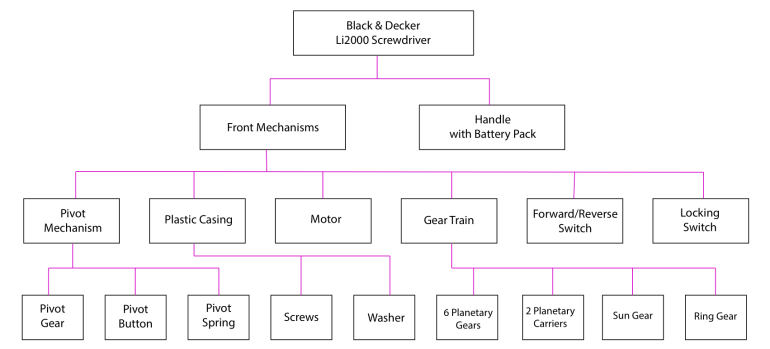 Black & Decker
Li2000 Screwdriver
Front Mechanisms
Handle
with Battery Pack
Pivot
Mechanism
Plastic Casing
Motor
Gear Train
Forward/Reverse
Switch
Locking
Switch
Pivot
Gear
Pivot
Button
Pivot
Spring
Screws
Washer
6 Planetary
Gears
2 Planetary
Carriers
Sun Gear
Ring Gear